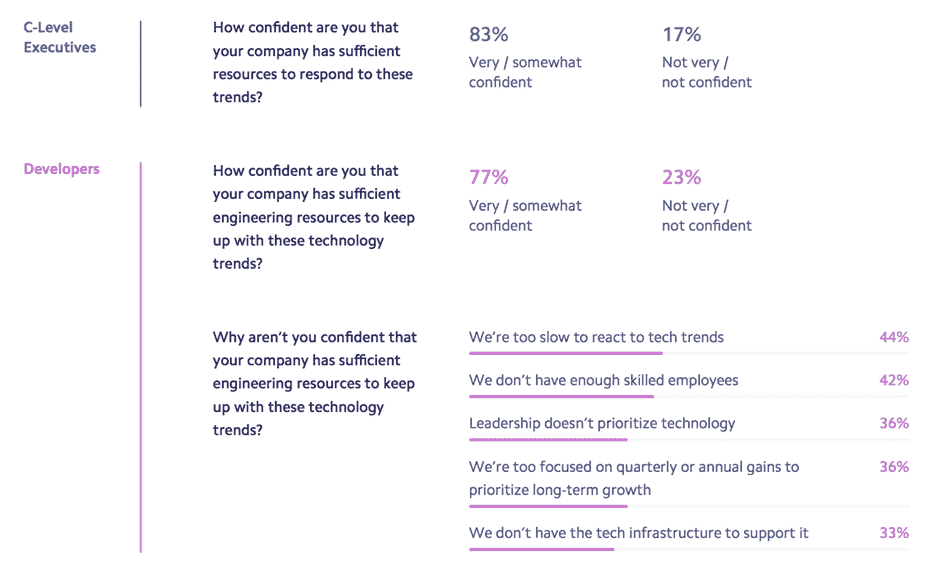 C-Level
Executives
How confident are you that
your company has sufficient
resources to respond to these
trends?
83%
Very / somewhat
confident
17%
Not very /
not confident
Developers
How confident are you that
your company has sufficient
engineering resources to keep
up with these technology
trends?
77%
Very / somewhat
confident
23%
Not very /
not confident
Why aren't you confident that
your company has sufficient
engineering resources to keep
up with these technology
trends?
We're too slow to react to tech trends 44%
We don't have enough skilled employees 42%
Leadership doesn't prioritize technology 36%
We're too focused on quarterly or annual gains to 36%
prioritize long-term growth
We don't have the tech infrastructure to support it 33%